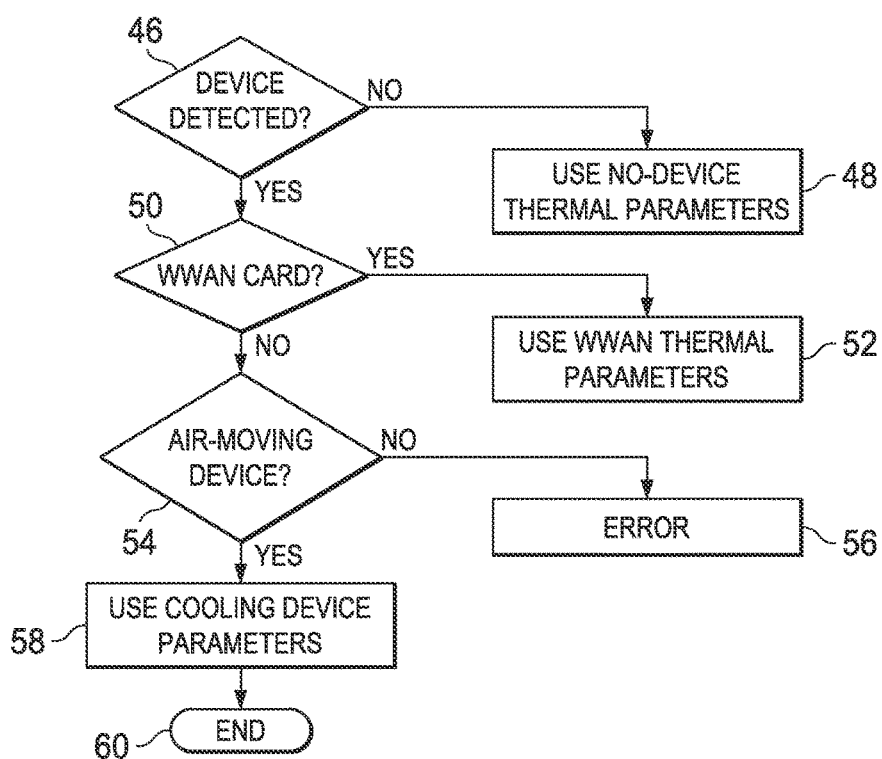 46
DEVICE
DETECTED?
NO
YES
USE NO-DEVICE
THERMAL PARAMETERS
48
50
WWAN CARD?
YES
NO
USE WWAN THERMAL
PARAMETERS
52
AIR-MOVING
DEVICE?
NO
54
YES
ERROR
56
USE COOLING DEVICE
PARAMETERS
58
END
60